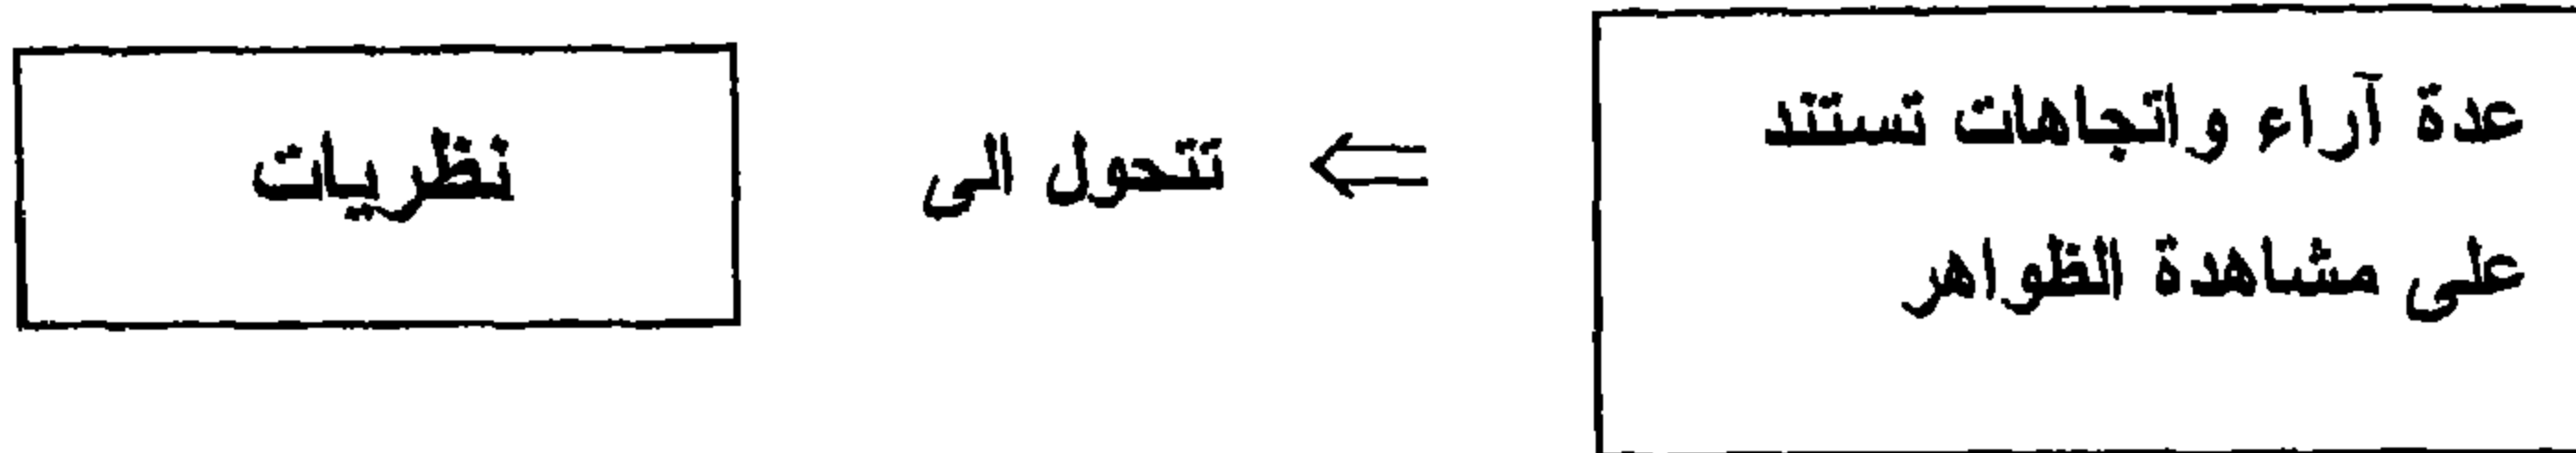 عدة آراء واتجاهات تستند
على مشاهدة الظواهر
⇐ تتحول الى
نظريات